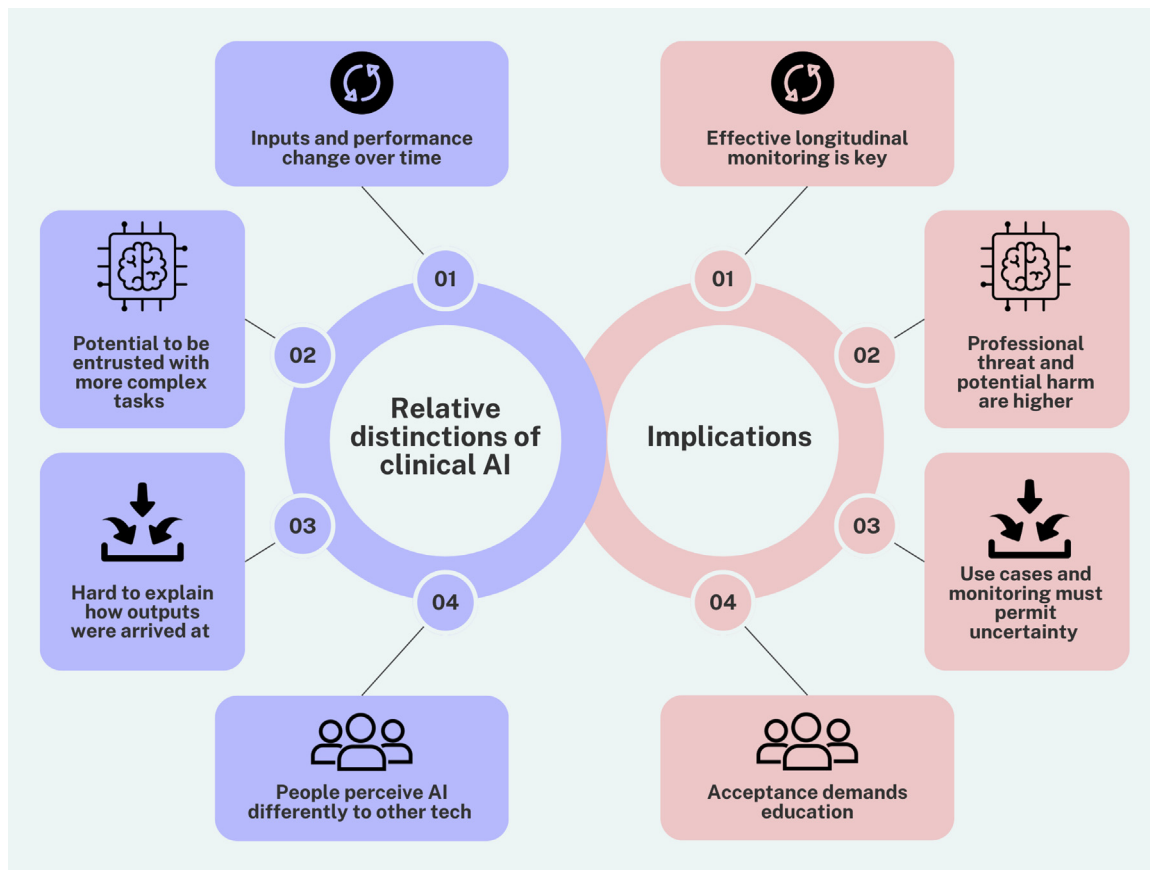 Inputs and performance
change over time
01
Potential to be
entrusted with
more complex
tasks
02
Hard to explain
how outputs
were arrived at
03
People perceive AI
differently to other tech
04
Relative
distinctions of
clinical AI
Effective longitudinal
monitoring is key
01
Professional
threat and
potential harm
are higher
02
Use cases and
monitoring must
permit
uncertainty
03
Acceptance demands
education
04
Implications